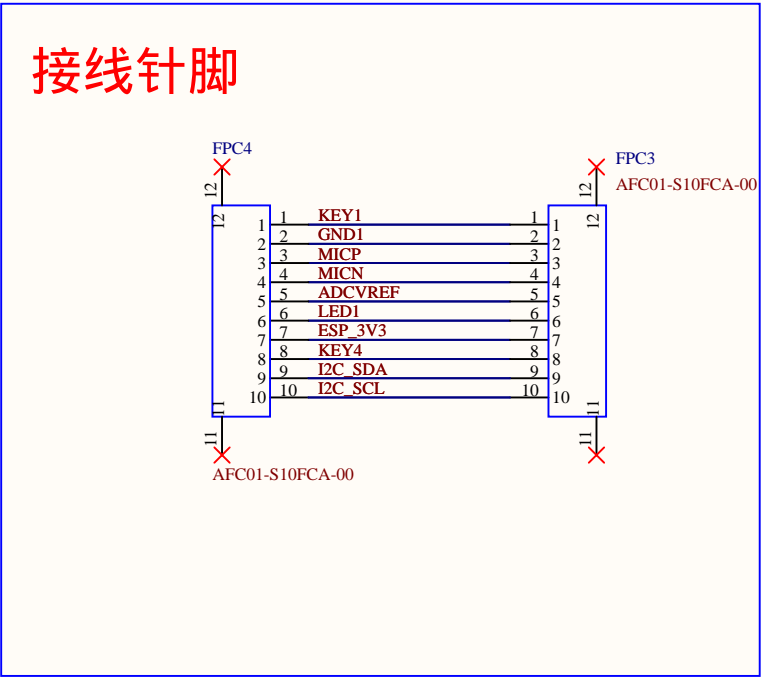 接线针脚
FPC4
FPC3
AFC01-S10FCA-00
12 12
12 12
1 1 KEY1 1 1
2 2 GND1 2 2
3 3 MICP 3 3
4 4 MICN 4 4
5 5 ADCVREF 5 5
6 6 LED1 6 6
7 7 ESP_3V3 7 7
8 8 KEY4 8 8
9 9 I2C_SDA 9 9
10 10 I2C_SCL 10 10
11 11
11 11
AFC01-S10FCA-00